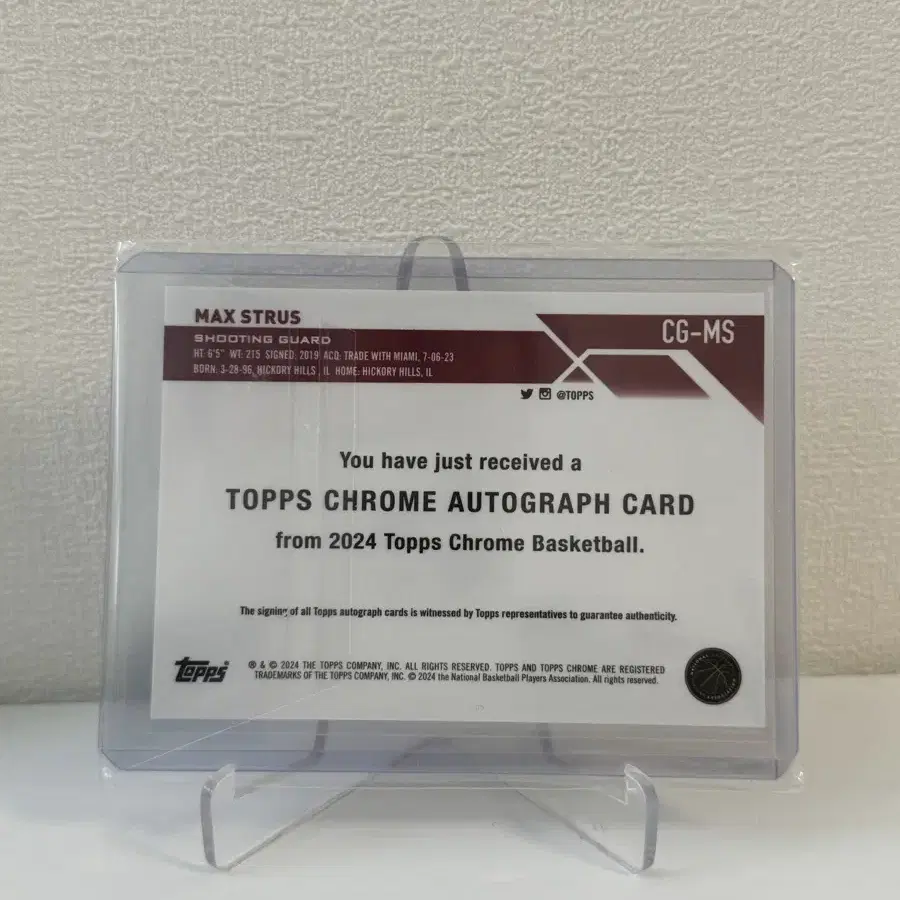 MAX STRUS
CG-MS
SHOOTING GUARD
HT: 6'5" WT: 215 SIGNED: 2019 ACQ: TRADE WITH MIAMI, 7-06-23
BORN: 3-28-96, HICKORY HILLS, IL HOME: HICKORY HILLS, IL
@TOPPS
You have just received a
TOPPS CHROME AUTOGRAPH CARD
from 2024 Topps Chrome Basketball.
The signing of all Topps autograph cards is witnessed by Topps representatives to guarantee authenticity.
topps
® & © 2024 THE TOPPS COMPANY, INC. ALL RIGHTS RESERVED. TOPPS AND TOPPS CHROME ARE REGISTERED
TRADEMARKS OF THE TOPPS COMPANY, INC. © 2024 the National Basketball Players Association. All rights reserved.